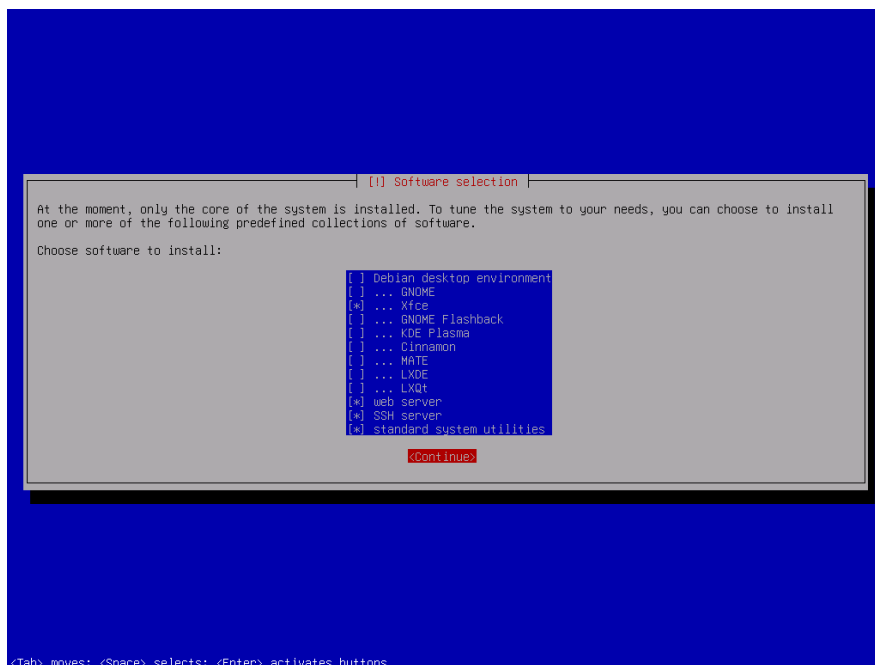 [!] Software selection
At the moment, only the core of the system is installed. To tune the system to your needs, you can choose to install
one or more of the following predefined collections of software.
Choose software to install:
[ ] Debian desktop environment
[ ] ... GNOME
[*] ... Xfce
[ ] ... GNOME Flashback
[ ] ... KDE Plasma
[ ] ... Cinnamon
[ ] ... MATE
[ ] ... LXDE
[ ] ... LXQt
[*] web server
[*] SSH server
[*] standard system utilities
<Continue>
<Tab> moves; <Space> selects; <Enter> activates buttons